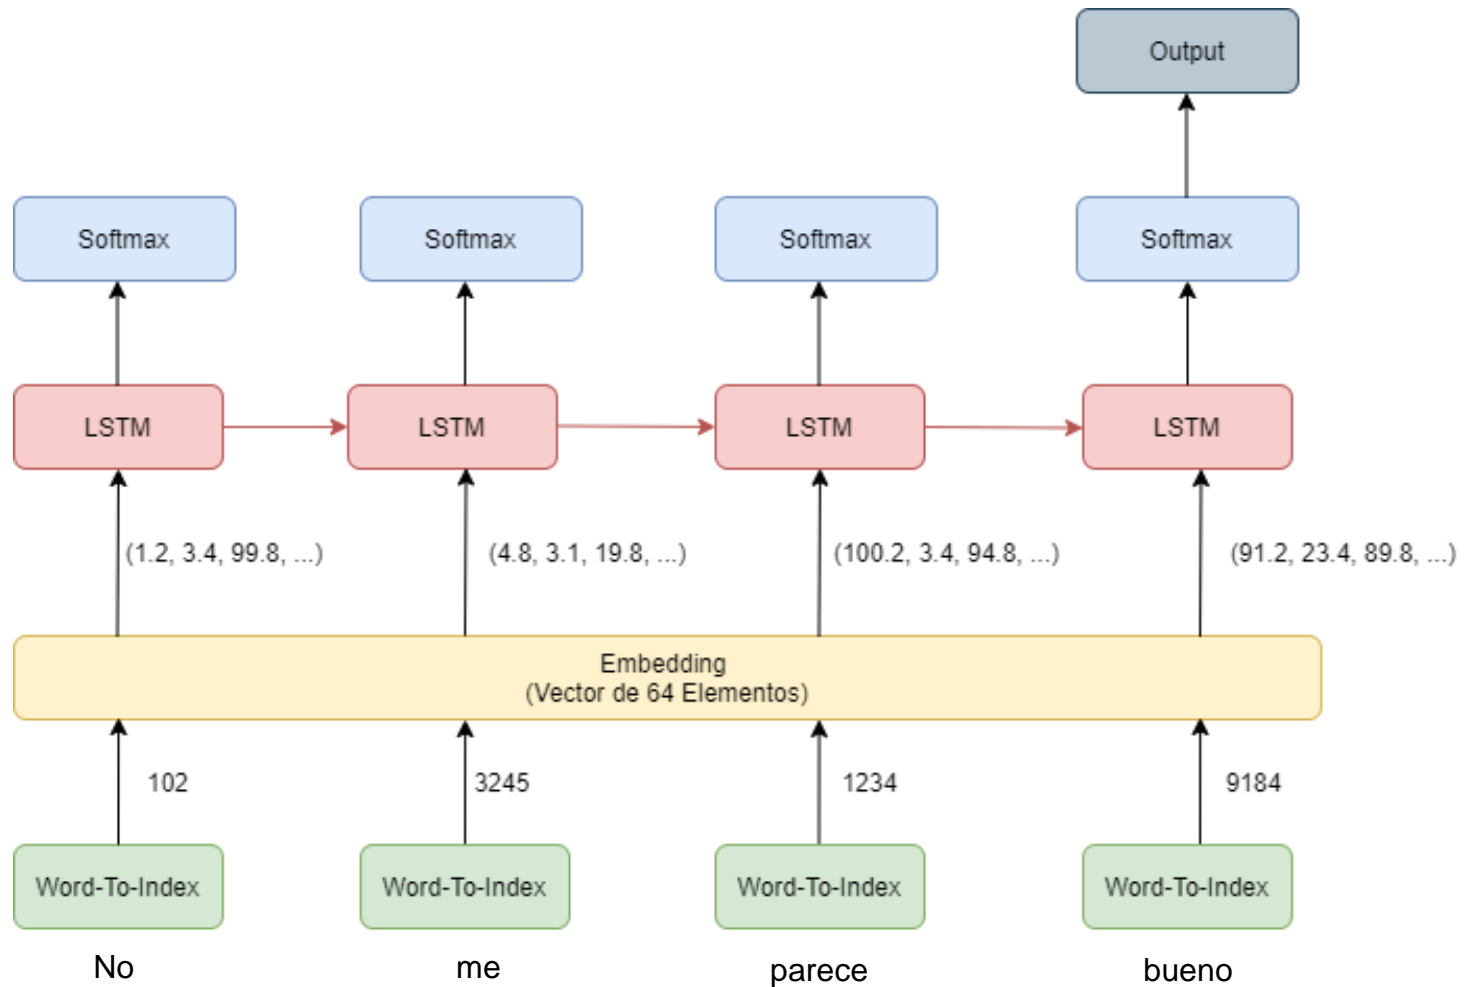 Output
Softmax
Softmax
Softmax
Softmax
LSTM
LSTM
LSTM
LSTM
(1.2, 3.4, 99.8, ...)
(4.8, 3.1, 19.8, ...)
(100.2, 3.4, 94.8, ...)
(91.2, 23.4, 89.8, ...)
Embedding
(Vector de 64 Elementos)
102
3245
1234
9184
Word-To-Index
Word-To-Index
Word-To-Index
Word-To-Index
No
me
parece
bueno